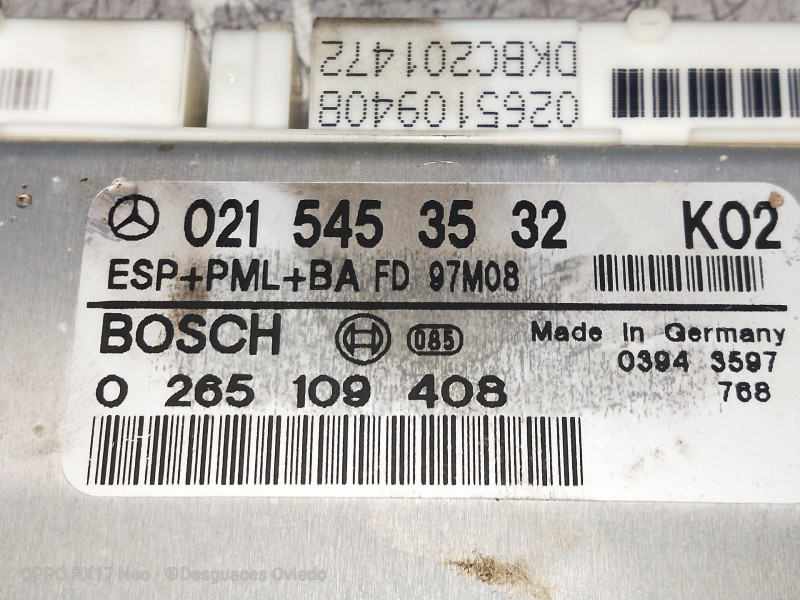 DKBC201472
0265109408
021 545 35 32 K02
ESP+PML+BA FD 97M08
BOSCH 085 Made in Germany
0394 3597
0 265 109 408 768
OPPO RX17 Neo · ©Desguaces Oviedo